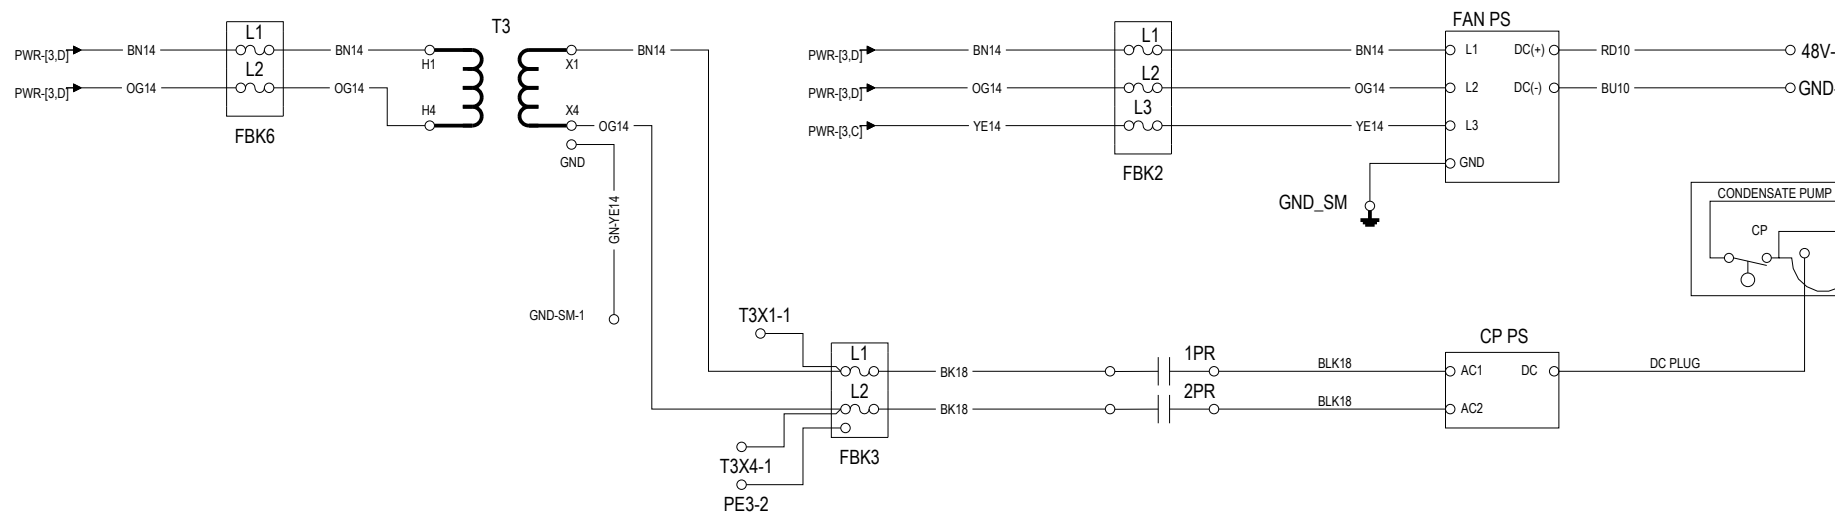 T3
L1
PWR-[3,D]
BN14
BN14
H1
X1
BN14
L2
PWR-[3,D]
OG14
OG14
H4
X4
OG14
FBK6
GND
GN-YE14
GND-SM-1
FAN PS
L1
PWR-[3,D]
BN14
BN14
L1
DC(+)
RD10
48V-
L2
PWR-[3,D]
OG14
OG14
L2
DC(-)
BU10
GND-
L3
PWR-[3,C]
YE14
YE14
L3
FBK2
GND
GND_SM
CONDENSATE PUMP
CP
T3X1-1
CP PS
L1
BK18
1PR
BLK18
AC1
DC
DC PLUG
L2
BK18
2PR
BLK18
AC2
FBK3
T3X4-1
PE3-2